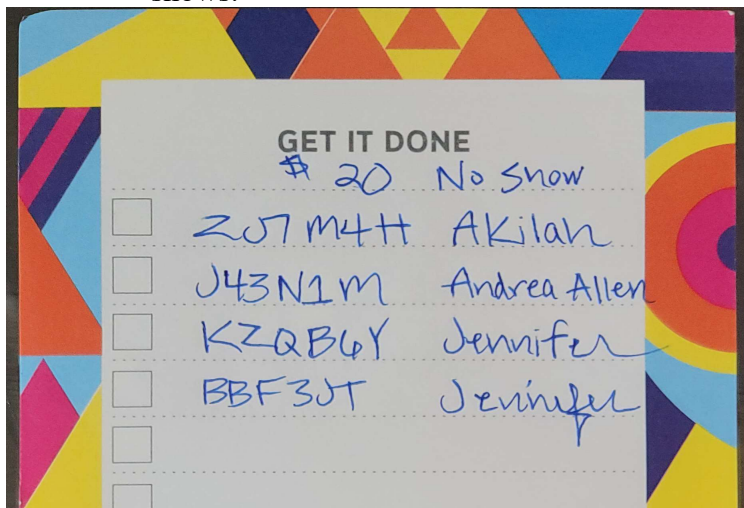 GET IT DONE
$ 20 No Show
ZJ7M4H AKilah
J43N1M Andrea Allen
KZQB6Y Jennifer
BBF3JT Jennifer